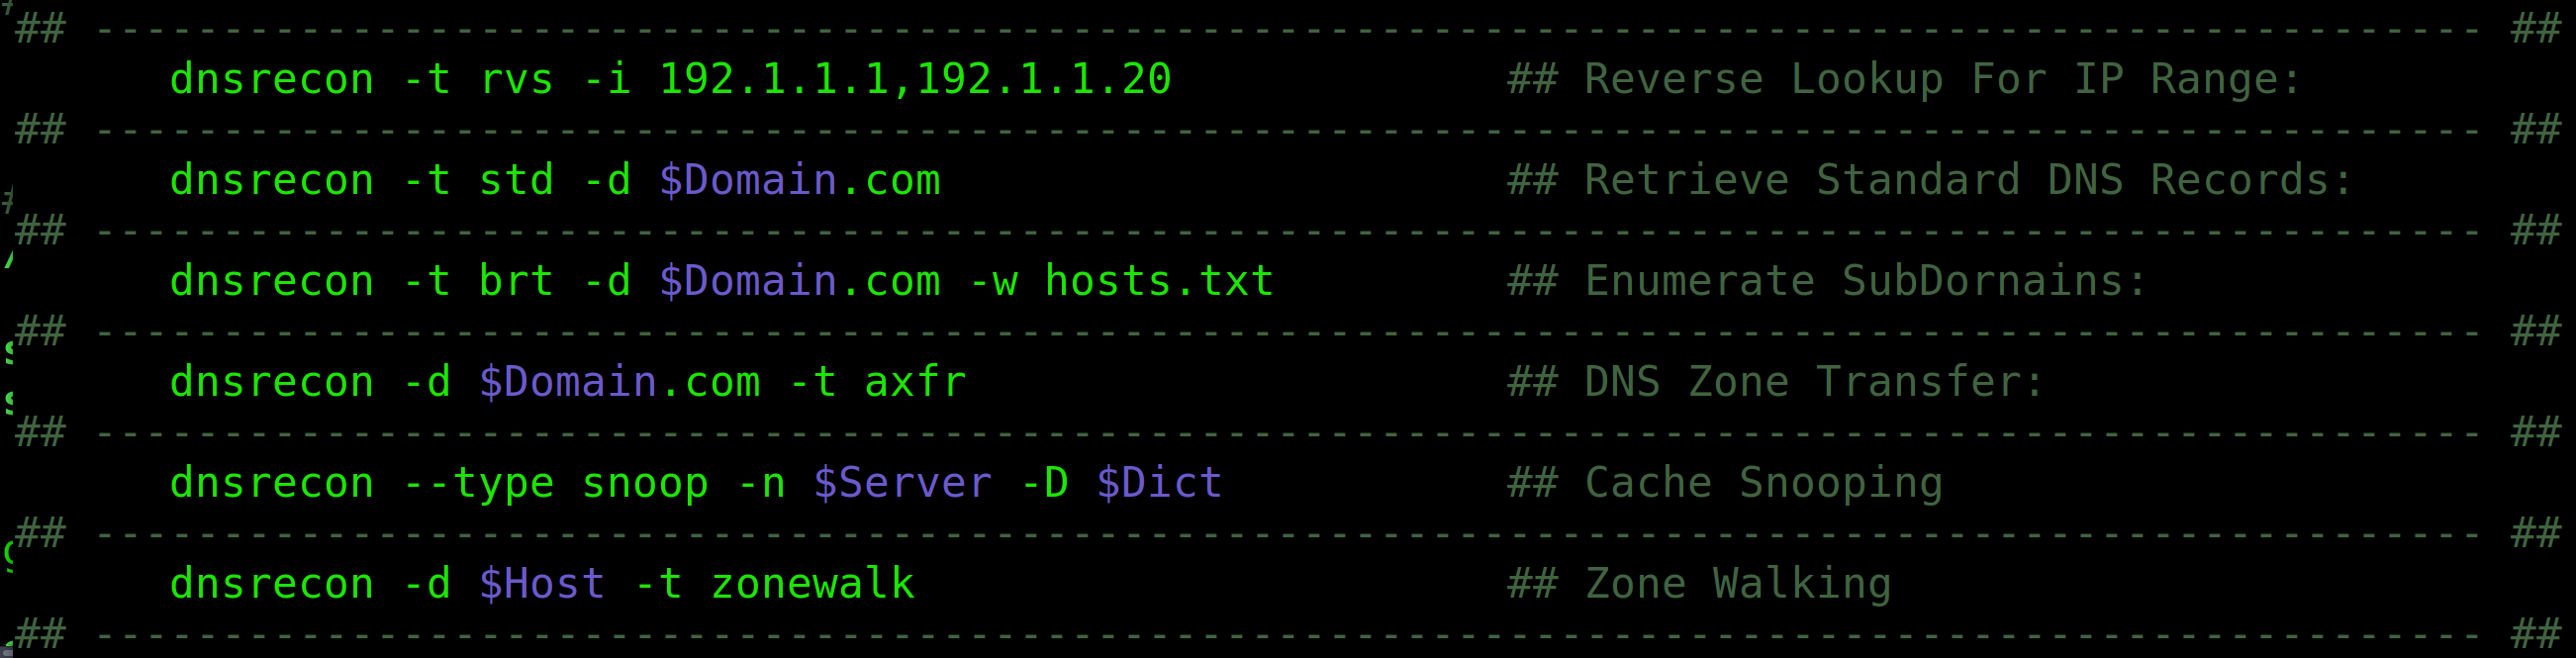 ## --------------------------------------------------------------------------------------------- ##
dnsrecon -t rvs -i 192.1.1.1,192.1.1.20 ## Reverse Lookup For IP Range:
## --------------------------------------------------------------------------------------------- ##
dnsrecon -t std -d $Domain.com ## Retrieve Standard DNS Records:
## --------------------------------------------------------------------------------------------- ##
dnsrecon -t brt -d $Domain.com -w hosts.txt ## Enumerate SubDornains:
## --------------------------------------------------------------------------------------------- ##
dnsrecon -d $Domain.com -t axfr ## DNS Zone Transfer:
## --------------------------------------------------------------------------------------------- ##
dnsrecon --type snoop -n $Server -D $Dict ## Cache Snooping
## --------------------------------------------------------------------------------------------- ##
dnsrecon -d $Host -t zonewalk ## Zone Walking
## --------------------------------------------------------------------------------------------- ##